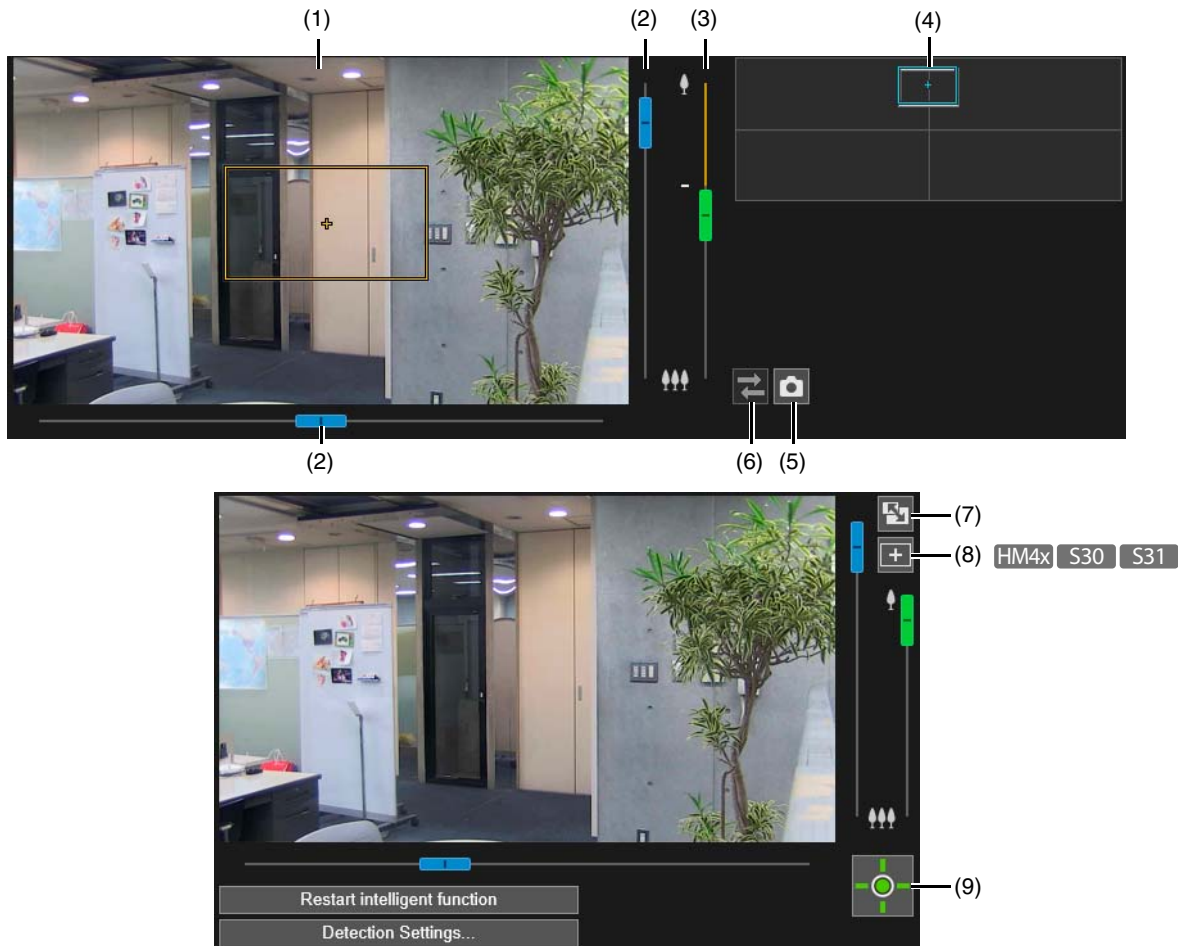 (1) (2) (3) (4)
(2) (6) (5)
(7)
(8) HM4x S30 S31
(9)
Restart intelligent function
Detection Settings...